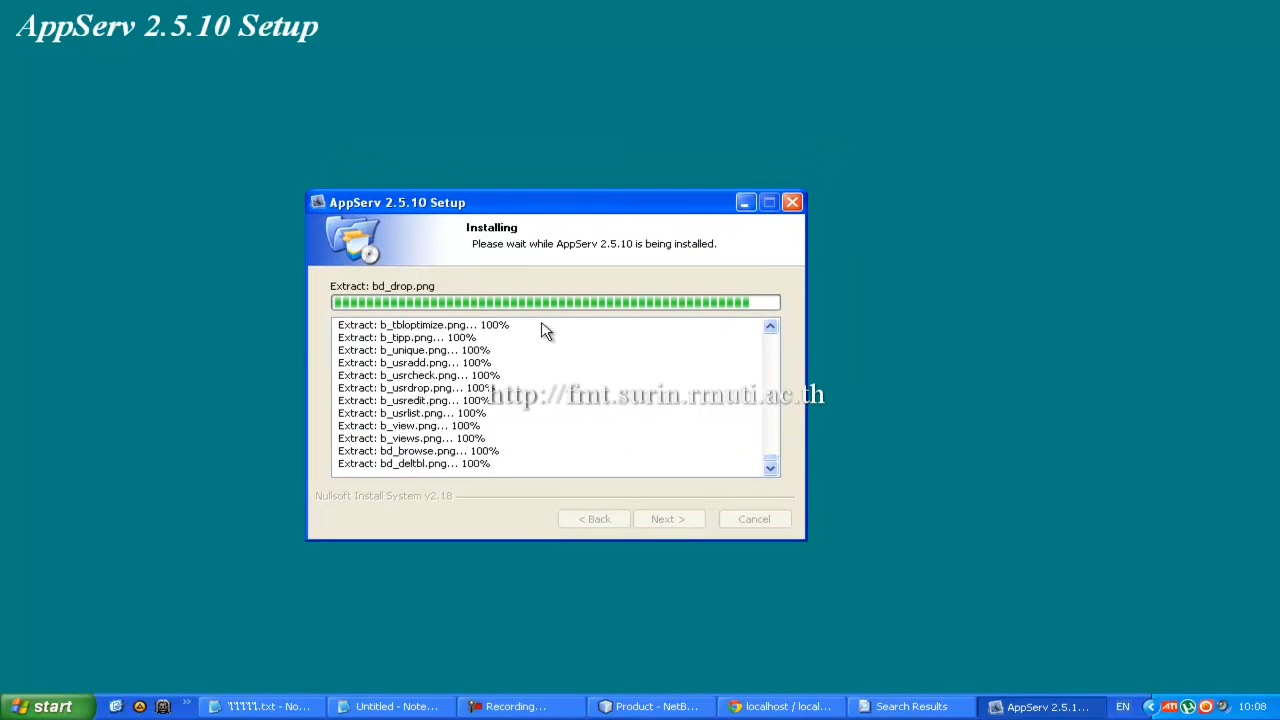 AppServ 2.5.10 Setup
AppServ 2.5.10 Setup
Installing
Please wait while AppServ 2.5.10 is being installed.
Extract: bd_drop.png
Extract: b_tbloptimize.png... 100%
Extract: b_tipp.png... 100%
Extract: b_unique.png... 100%
Extract: b_usradd.png... 100%
Extract: b_usrcheck.png... 100%
Extract: b_usrdrop.png... 100%
Extract: b_usredit.png... 100%
Extract: b_usrlist.png... 100%
Extract: b_view.png... 100%
Extract: b_views.png... 100%
Extract: bd_browse.png... 100%
Extract: bd_deltbl.png... 100%
http://fmt.surin.rmuti.ac.th
Nullsoft Install System v2.18
< Back
Next >
Cancel
start
.txt - No...
Untitled - Note...
Recording...
Product - NetB...
localhost / local...
Search Results
AppServ 2.5.1...
EN
ATI
10:08